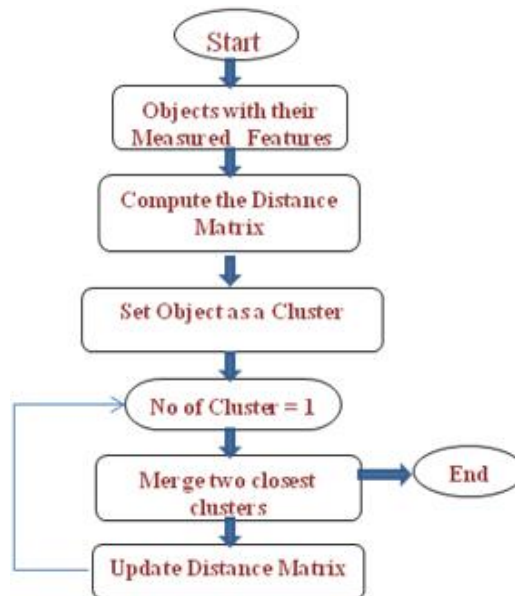 Start
Objects with their
Measured Features
Compute the Distance
Matrix
Set Object as a Cluster
No of Cluster = 1
Merge two closest
clusters
End
Update Distance Matrix